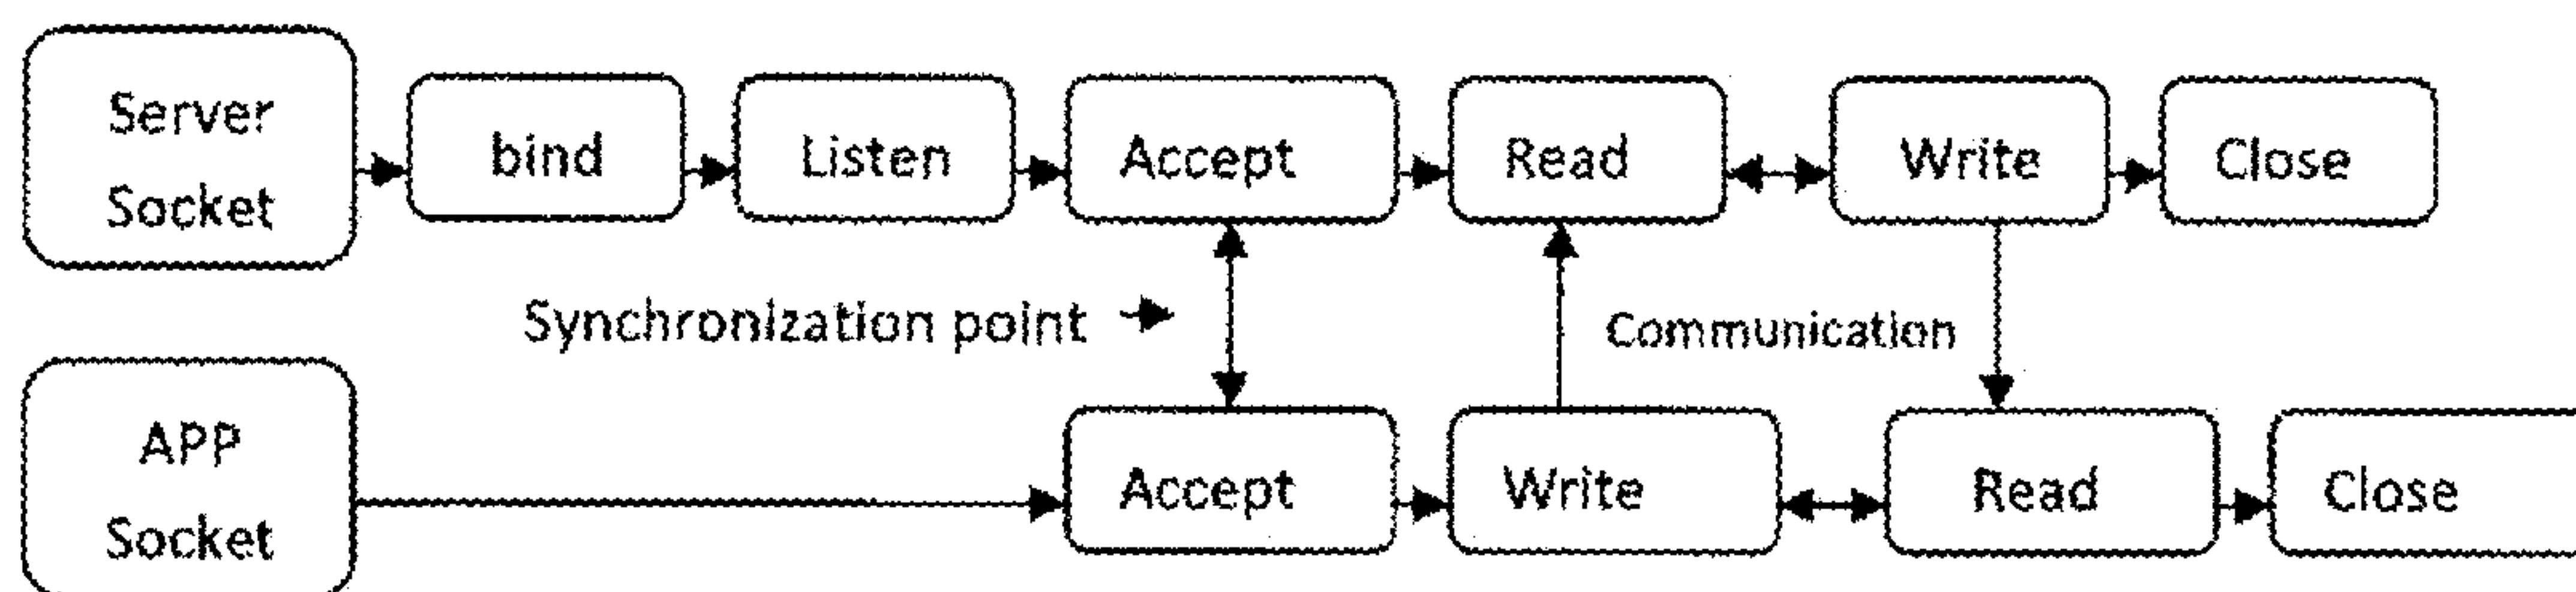 Server
Socket
bind
Listen
Accept
Read
Write
Close
Synchronization point
Communication
APP
Socket
Accept
Write
Read
Close